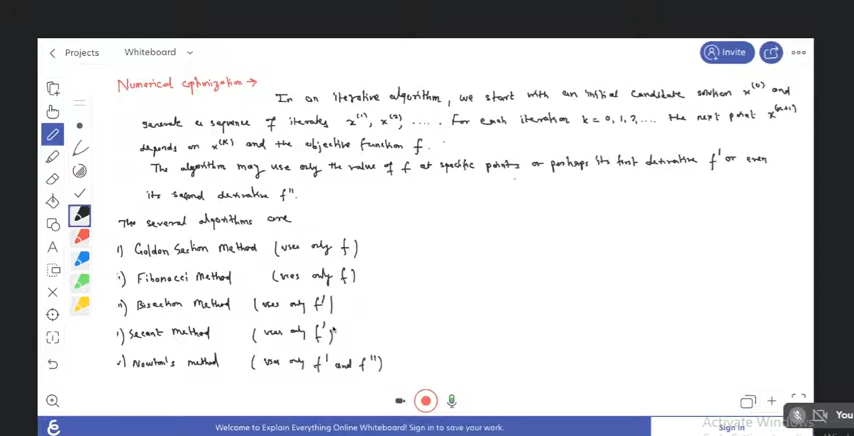 Projects
Whiteboard
Invite
Numerical optimization →
In an iterative algorithm, we start with an initial candidate solution x^(0) and
generate a sequence of iterates x^(1), x^(2), ..... For each iteration k = 0, 1, 2, .... the next point x^(k+1)
depends on x^(k) and the objective function f.
The algorithm may use only the value of f at specific points or perhaps its first derivative f' or even
its second derivative f".
The several algorithms are
i) Golden Section Method (uses only f)
ii) Fibonacci Method (uses only f)
iii) Bisection Method (uses only f')
iv) Secant Method (uses only f')
v) Newton's method (uses only f' and f'')
You
Activate Windows
Welcome to Explain Everything Online Whiteboard! Sign in to save your work.
Sign in